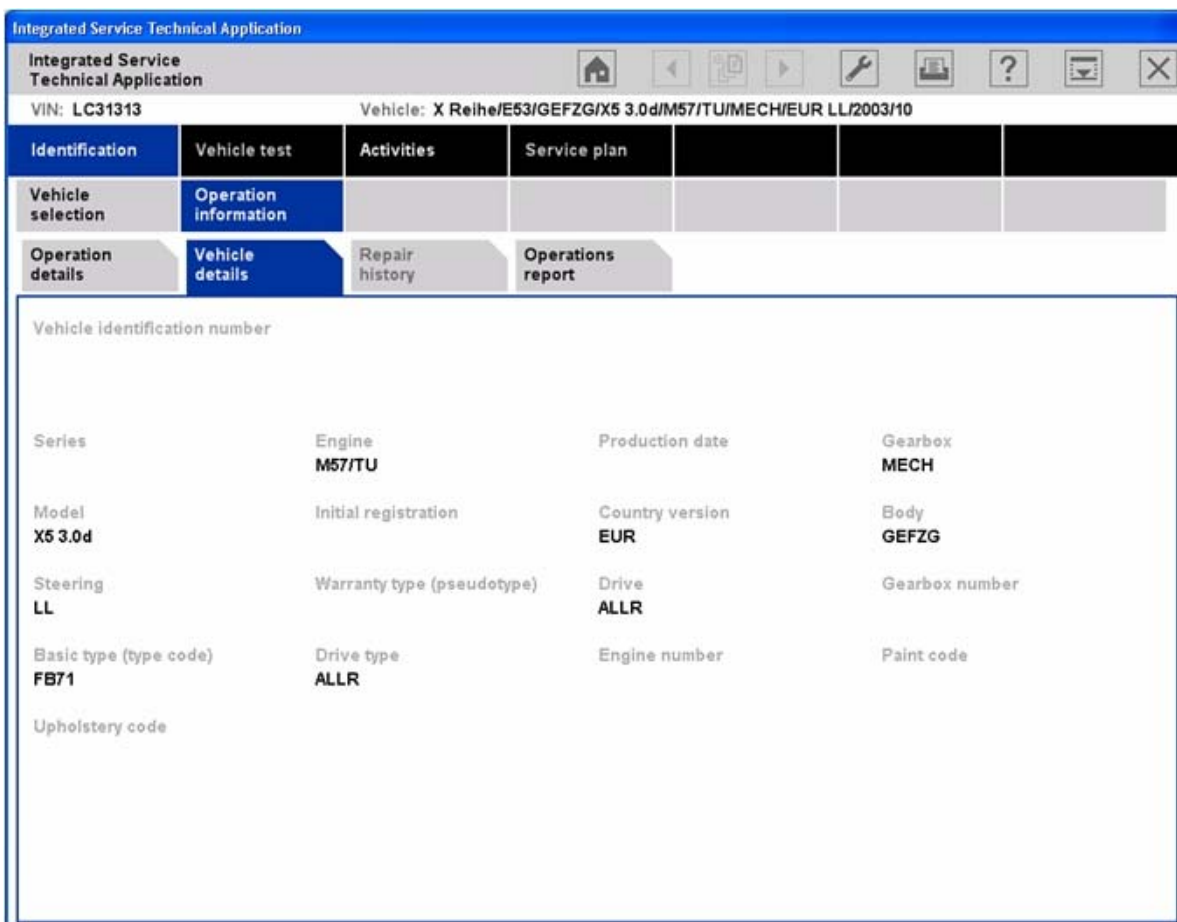 Integrated Service Technical Application
Integrated Service
Technical Application
VIN: LC31313 Vehicle: X Reihe/E53/GEFZG/X5 3.0d/M57/TU/MECH/EUR LL/2003/10
Identification Vehicle test Activities Service plan
Vehicle
selection
Operation
information
Operation
details
Vehicle
details
Repair
history
Operations
report
Vehicle identification number
Series Engine Production date Gearbox
M57/TU MECH
Model Initial registration Country version Body
X5 3.0d EUR GEFZG
Steering Warranty type (pseudotype) Drive Gearbox number
LL ALLR
Basic type (type code) Drive type Engine number Paint code
FB71 ALLR
Upholstery code